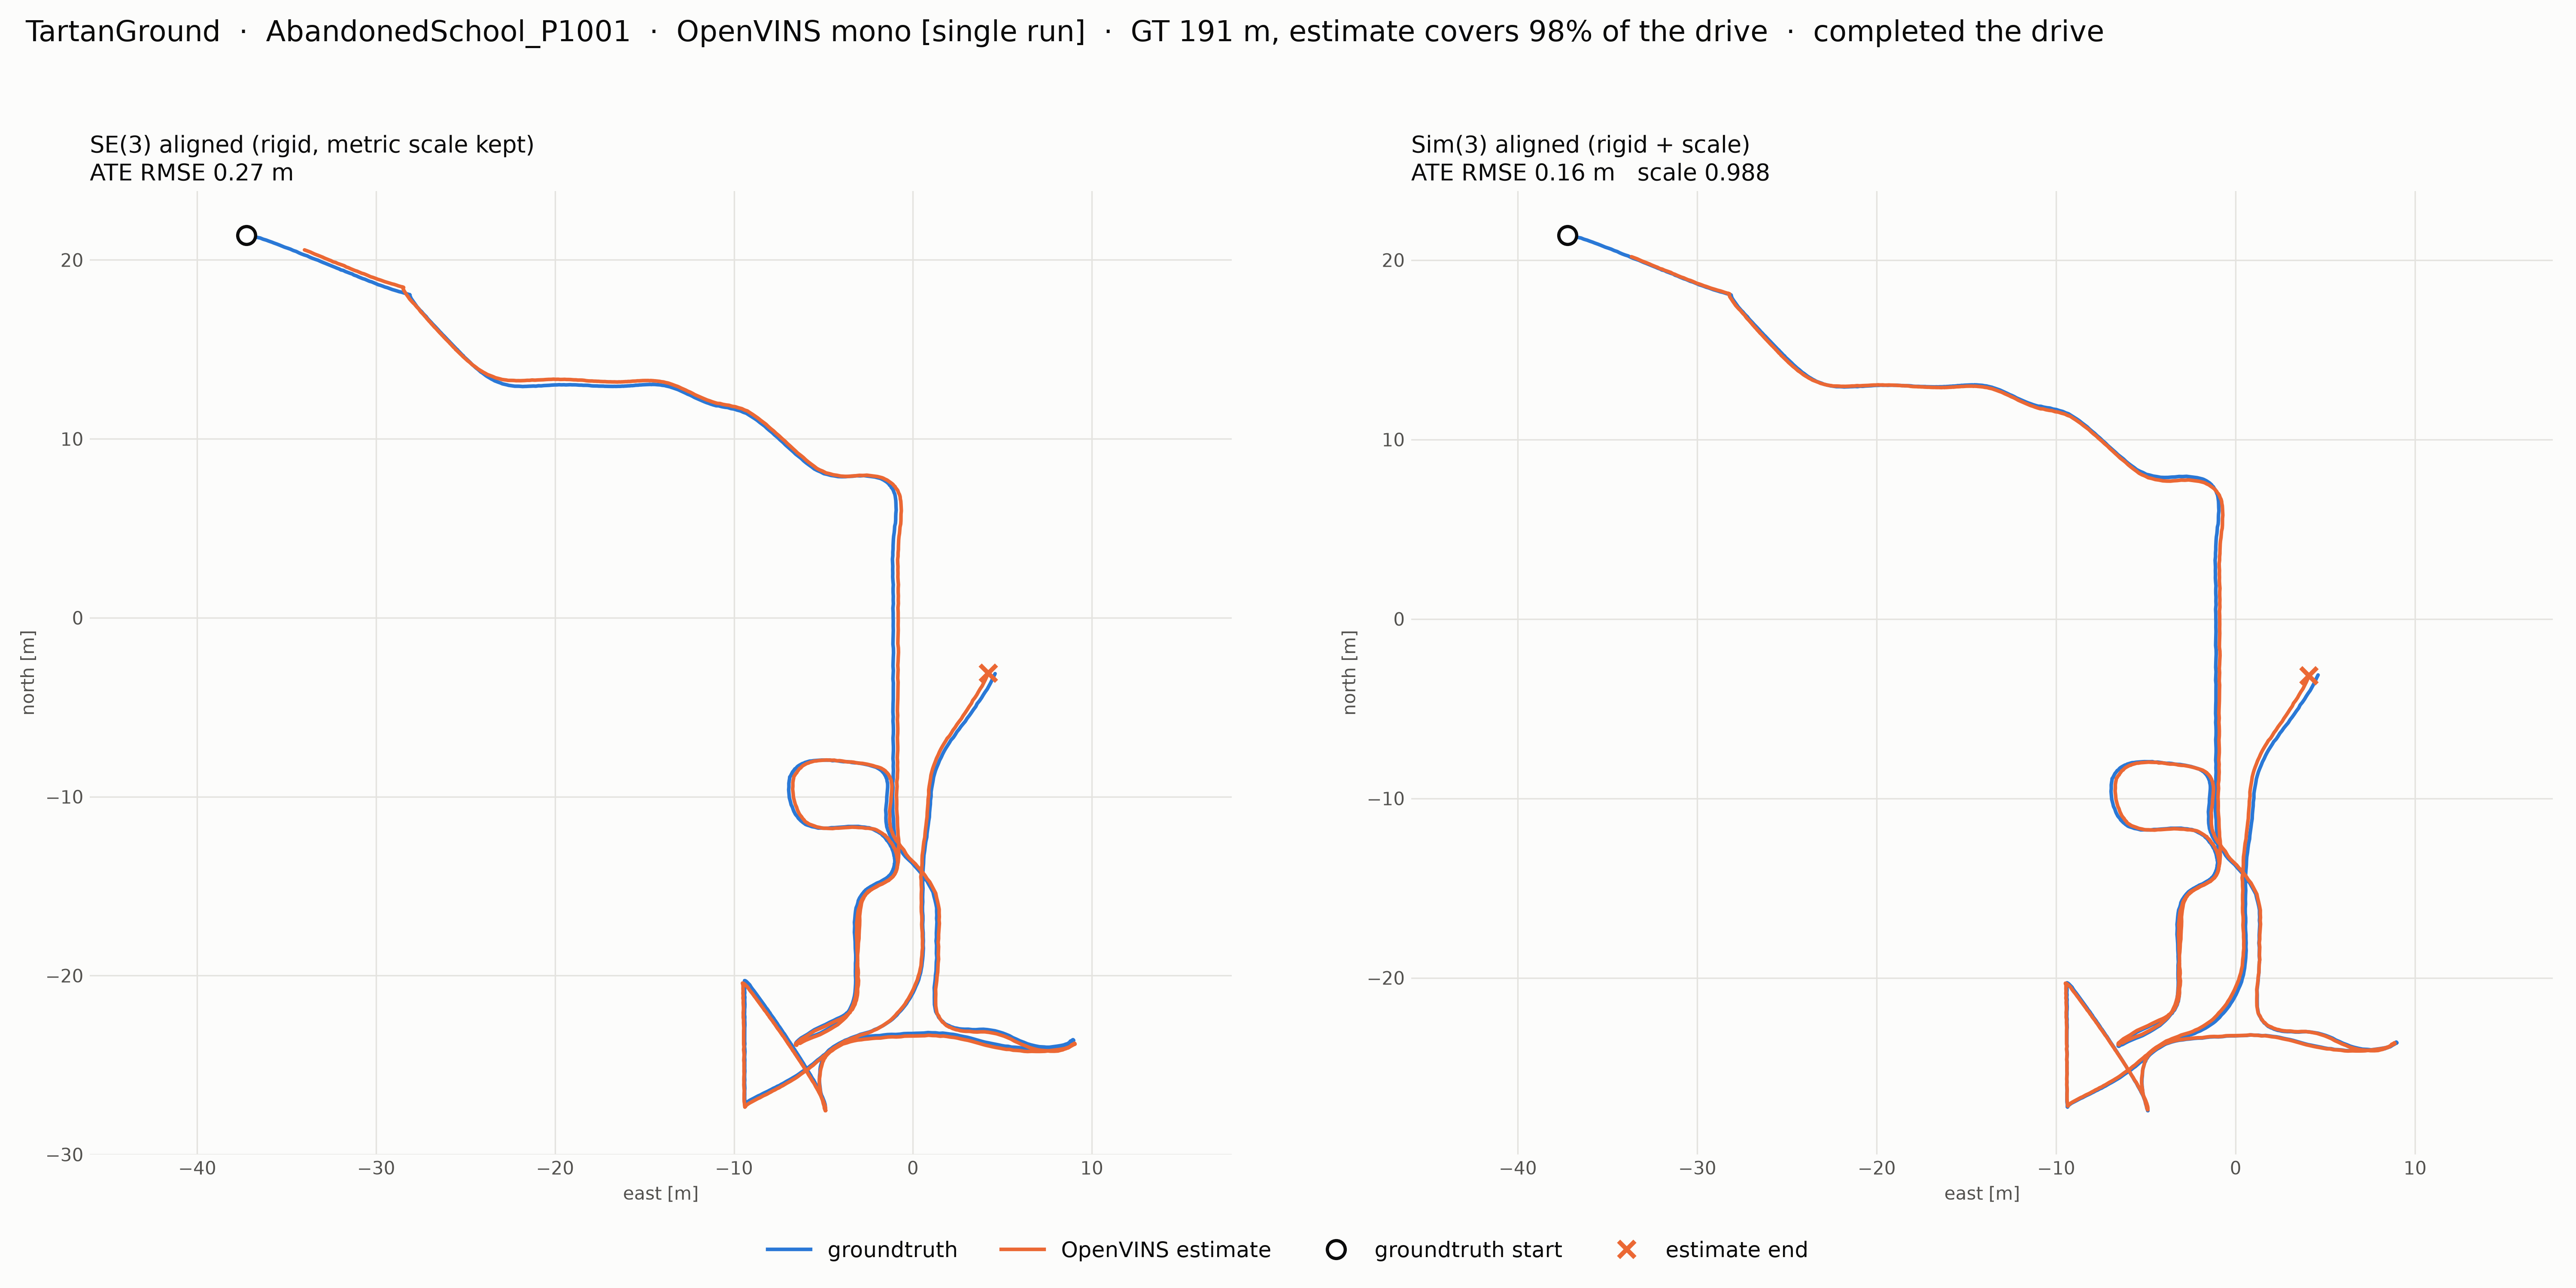 TartanGround · AbandonedSchool_P1001 · OpenVINS mono [single run] · GT 191 m, estimate covers 98% of the drive · completed the drive
SE(3) aligned (rigid, metric scale kept)
ATE RMSE 0.27 m
20
10
0
−10
−20
−30
north [m]
−40
−30
−20
−10
0
10
east [m]
Sim(3) aligned (rigid + scale)
ATE RMSE 0.16 m   scale 0.988
20
10
0
−10
−20
north [m]
−40
−30
−20
−10
0
10
east [m]
groundtruth
OpenVINS estimate
groundtruth start
estimate end